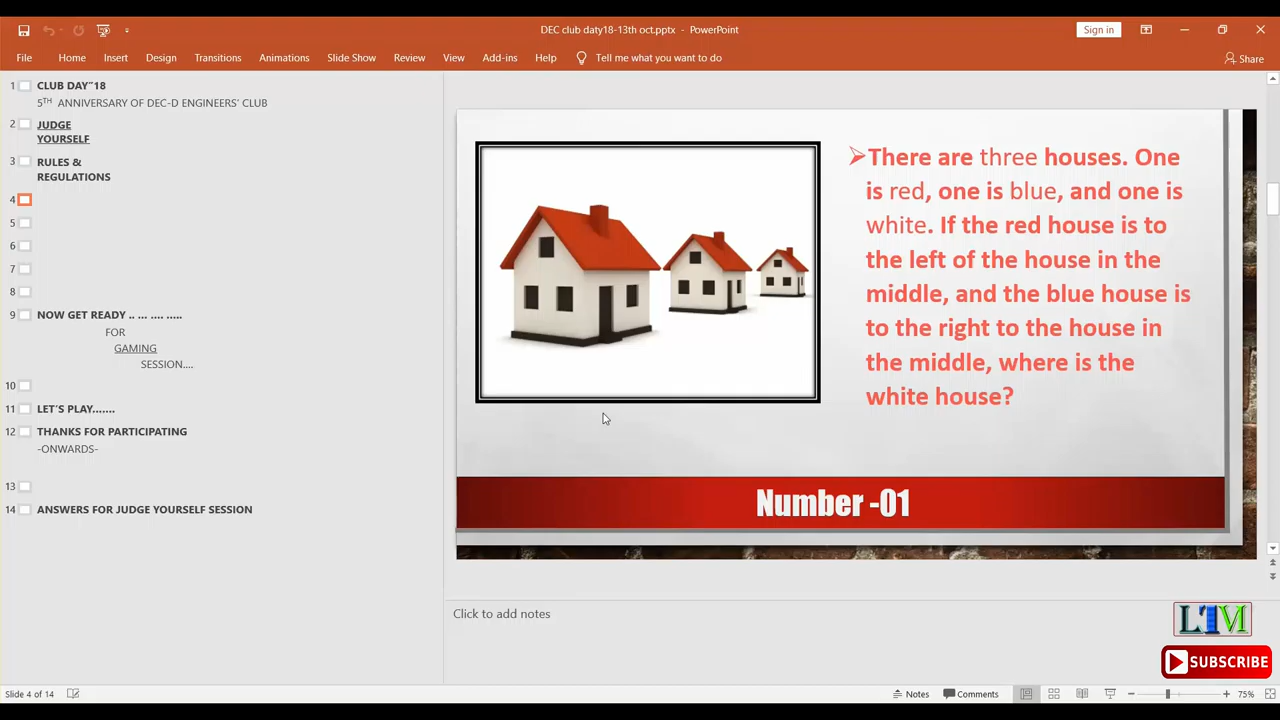 DEC club daty18-13th oct.pptx - PowerPoint
Sign in
File Home Insert Design Transitions Animations Slide Show Review View Add-ins Help Tell me what you want to do
Share
1 CLUB DAY"18
5TH ANNIVERSARY OF DEC-D ENGINEERS' CLUB
2 JUDGE
YOURSELF
3 RULES &
REGULATIONS
4
5
6
7
8
9 NOW GET READY .. ... .... .....
FOR
GAMING
SESSION....
10
11 LET'S PLAY.......
12 THANKS FOR PARTICIPATING
-ONWARDS-
13
14 ANSWERS FOR JUDGE YOURSELF SESSION
There are three houses. One
is red, one is blue, and one is
white. If the red house is to
the left of the house in the
middle, and the blue house is
to the right to the house in
the middle, where is the
white house?
Number -01
Click to add notes
LTM
SUBSCRIBE
Slide 4 of 14
Notes
Comments
75%